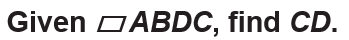 Given ▱ABDC, find CD.